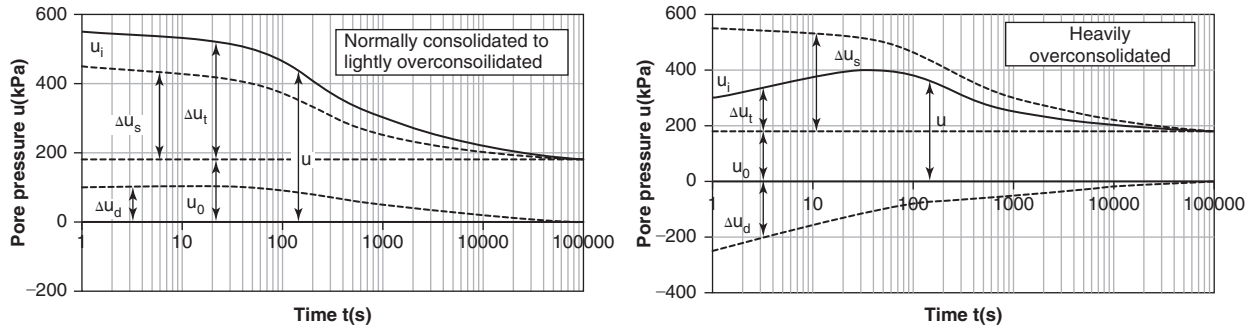 600
400
200
0
−200
Pore pressure u(kPa)
u_i
Δu_s
Δu_t
Δu_d
u_0
u
Normally consolidated to
lightly overconsoilidated
1
10
100
1000
10000
100000
Time t(s)
600
400
200
0
−200
−400
Pore pressure u(kPa)
u_i
Δu_t
u_0
Δu_d
Δu_s
u
Heavily
overconsolidated
1
10
100
1000
10000
100000
Time t(s)